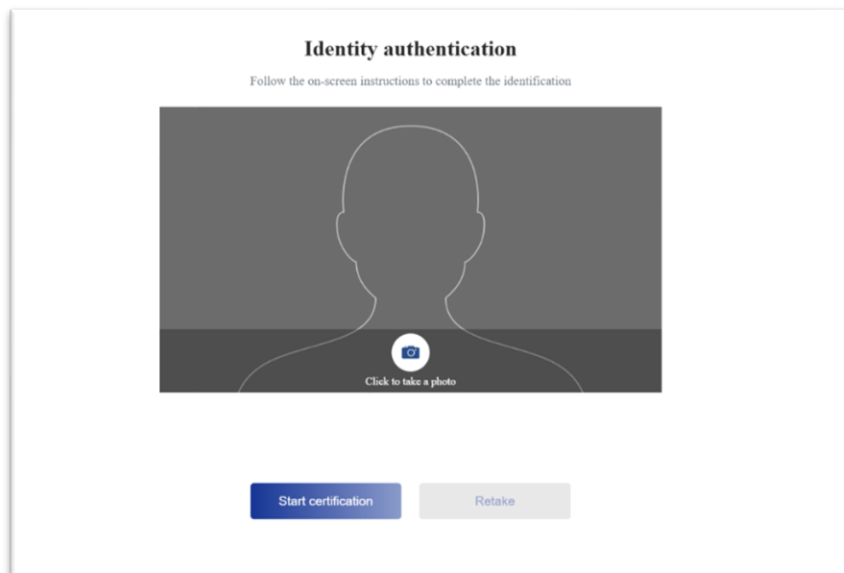 Identity authentication
Follow the on-screen instructions to complete the identification
Click to take a photo
Start certification
Retake